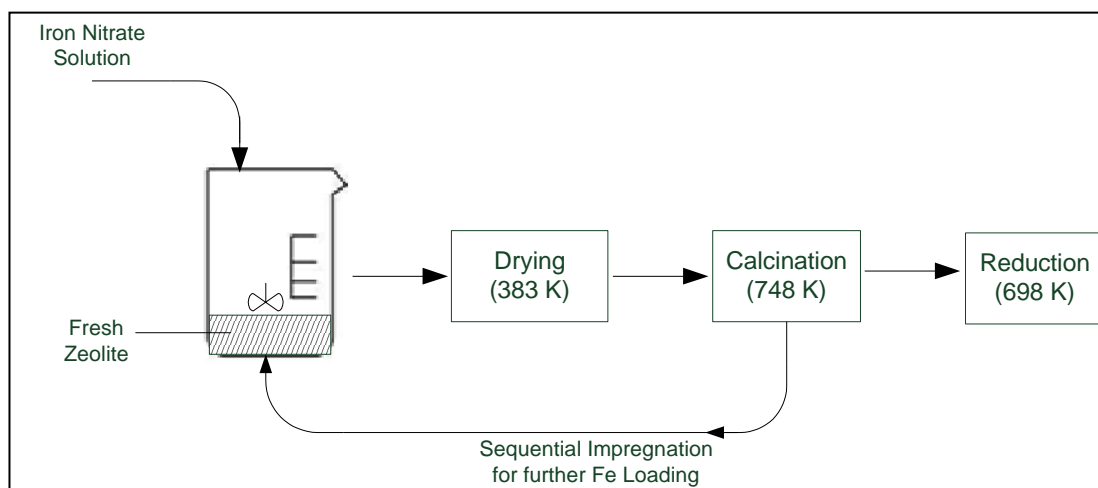 Iron Nitrate
Solution
Drying
(383 K)
Calcination
(748 K)
Reduction
(698 K)
Fresh
Zeolite
Sequential Impregnation
for further Fe Loading